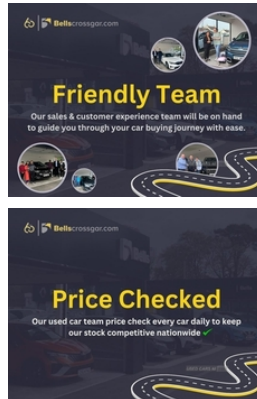 60 Bellscrossgar.com
Friendly Team
Our sales & customer experience team will be on hand
to guide you through your car buying journey with ease.
60 Bellscrossgar.com
Price Checked
Our used car team price check every car daily to keep
our stock competitive nationwide